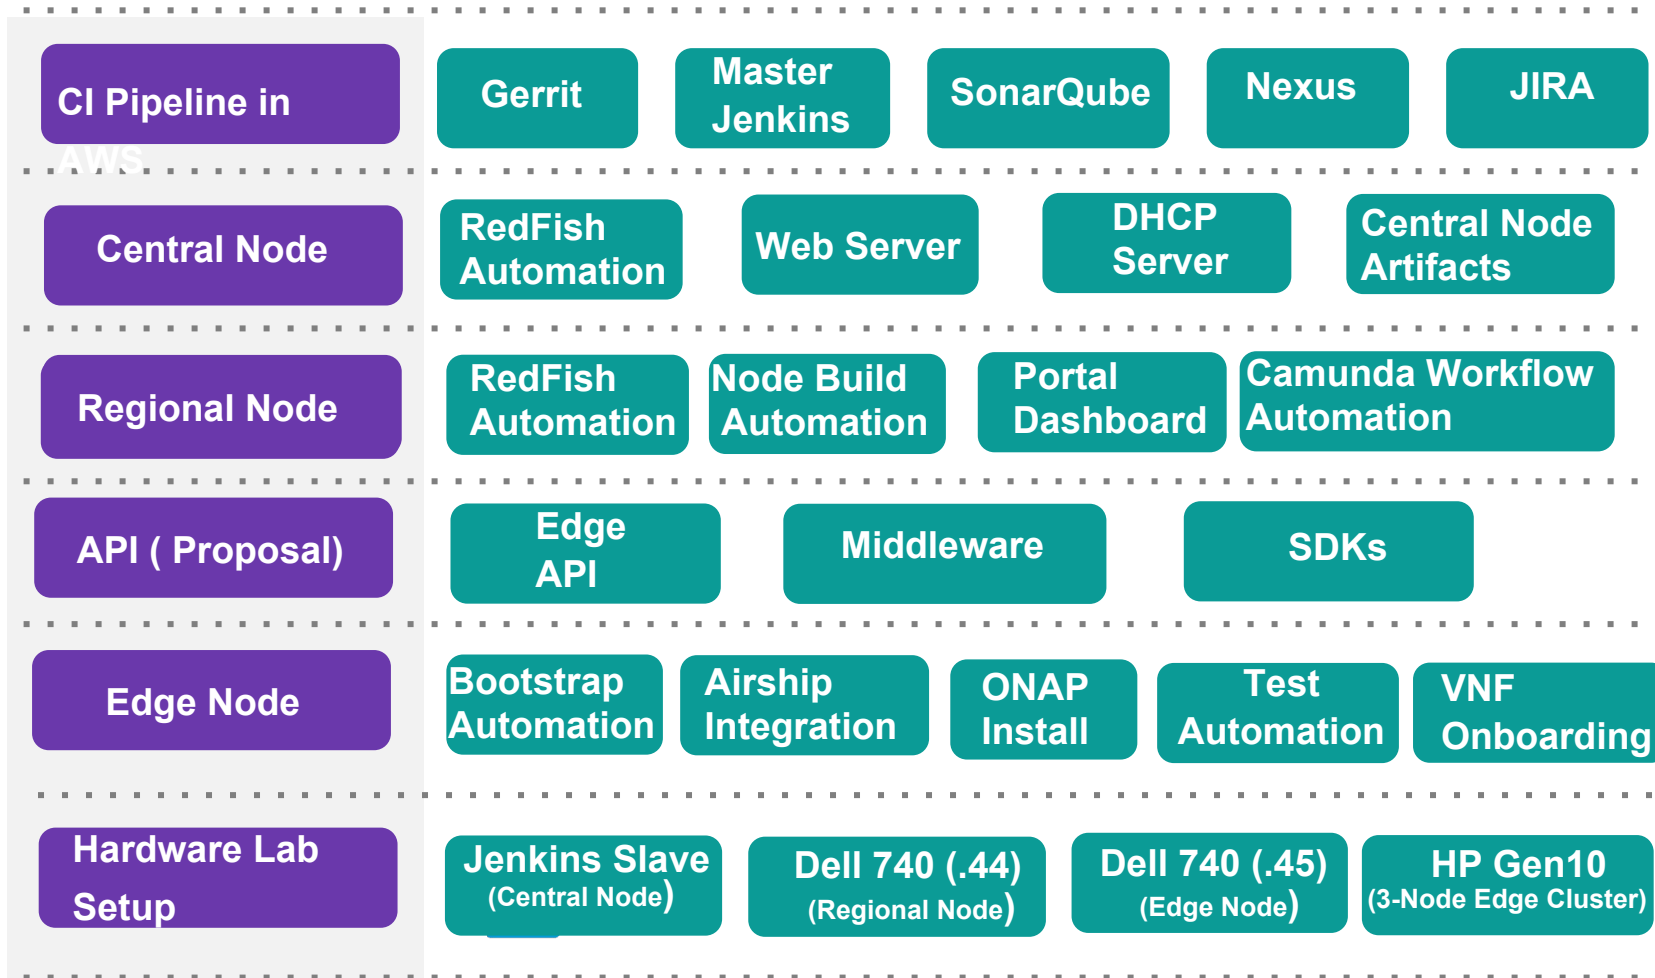 CI Pipeline in
AWS
Gerrit
Master
Jenkins
SonarQube
Nexus
JIRA
Central Node
RedFish
Automation
Web Server
DHCP
Server
Central Node
Artifacts
Regional Node
RedFish
Automation
Node Build
Automation
Portal
Dashboard
Camunda Workflow
Automation
API ( Proposal)
Edge
API
Middleware
SDKs
Edge Node
Bootstrap
Automation
Airship
Integration
ONAP
Install
Test
Automation
VNF
Onboarding
Hardware Lab
Setup
Jenkins Slave
(Central Node)
Dell 740 (.44)
(Regional Node)
Dell 740 (.45)
(Edge Node)
HP Gen10
(3-Node Edge Cluster)